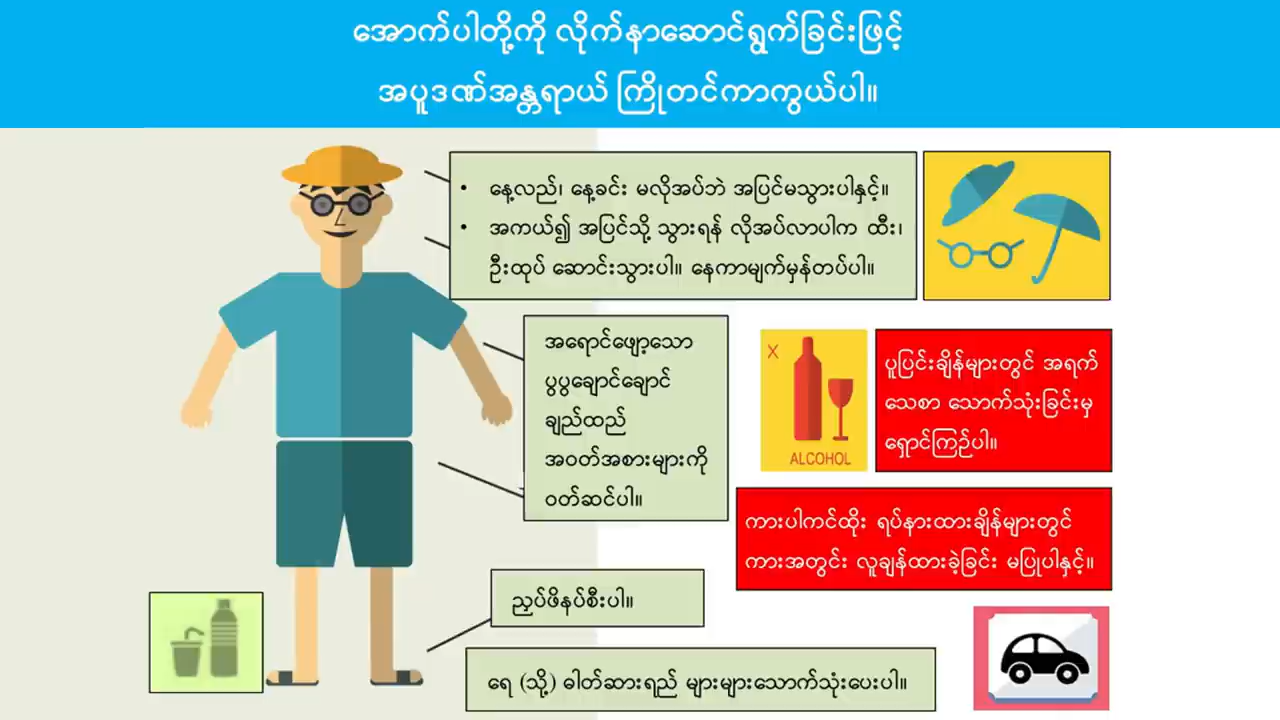 အောက်ပါတို့ကို လိုက်နာဆောင်ရွက်ခြင်းဖြင့်
အပူဒဏ်အန္တရာယ် ကြိုတင်ကာကွယ်ပါ။
• နေ့လည်၊ နေ့ခင်း မလိုအပ်ဘဲ အပြင်မသွားပါနှင့်။
• အကယ်၍ အပြင်သို့ သွားရန် လိုအပ်လာပါက ထီး၊
ဦးထုပ် ဆောင်းသွားပါ။ နေကာမျက်မှန်တပ်ပါ။
အရောင်ဖျော့သော
ပွပွချောင်ချောင်
ချည်ထည်
အဝတ်အစားများကို
ဝတ်ဆင်ပါ။
X
ALCOHOL
ပူပြင်းချိန်များတွင် အရက်
သေစာ သောက်သုံးခြင်းမှ
ရှောင်ကြဉ်ပါ။
ကားပါကင်ထိုး ရပ်နားထားချိန်များတွင်
ကားအတွင်း လူချန်ထားခဲ့ခြင်း မပြုပါနှင့်။
ညှပ်ဖိနပ်စီးပါ။
ရေ (သို့) ဓါတ်ဆားရည် များများသောက်သုံးပေးပါ။